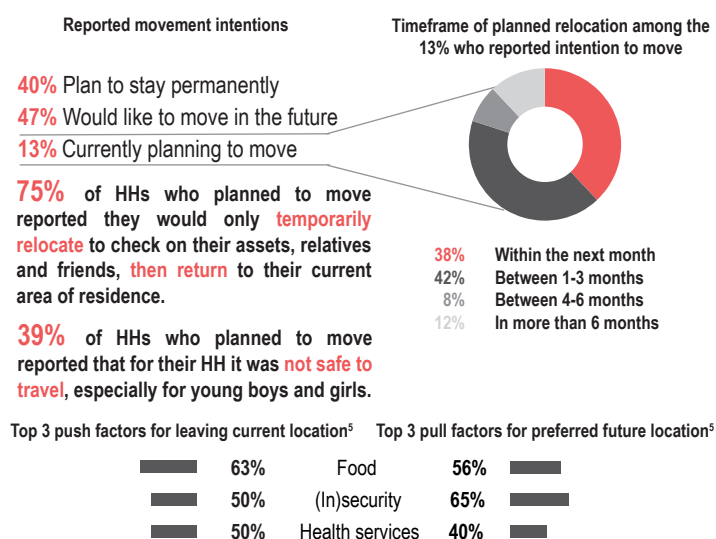 Reported movement intentions
40% Plan to stay permanently
47% Would like to move in the future
13% Currently planning to move
75% of HHs who planned to move
reported they would only temporarily
relocate to check on their assets, relatives
and friends, then return to their current
area of residence.
39% of HHs who planned to move
reported that for their HH it was not safe to
travel, especially for young boys and girls.
Timeframe of planned relocation among the
13% who reported intention to move
38% Within the next month
42% Between 1-3 months
8% Between 4-6 months
12% In more than 6 months
Top 3 push factors for leaving current location⁵
Top 3 pull factors for preferred future location⁵
63% Food 56%
50% (In)security 65%
50% Health services 40%